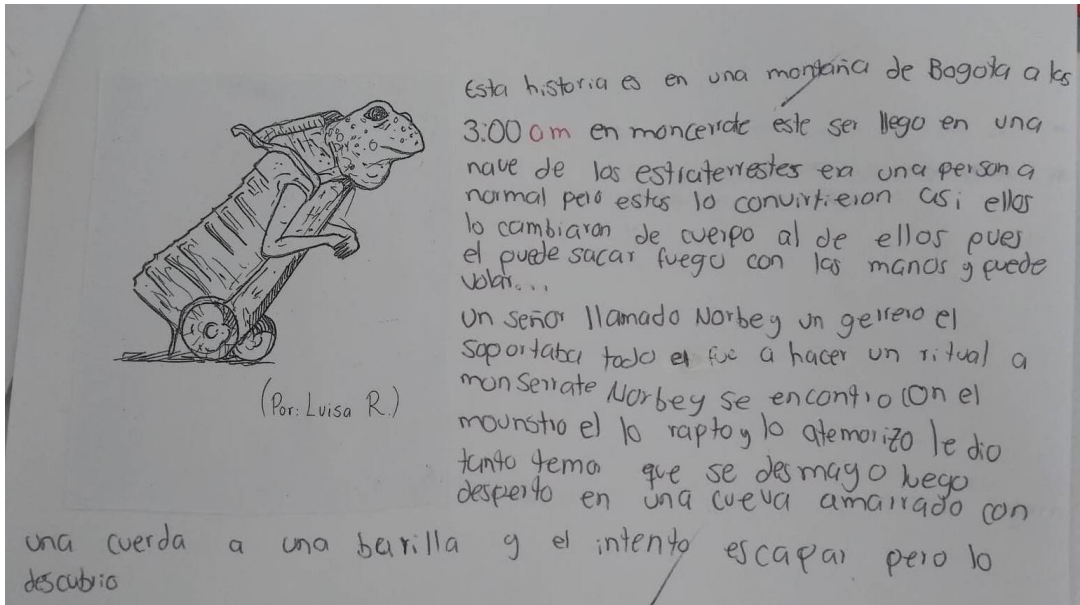 Esta historia es en una montaña de Bogota a las
3:00 am en moncerrate este ser llego en una
nave de los estraterrestes era una persona
normal pero estos lo convirtieron asi ellos
lo cambiaron de cuerpo al de ellos pues
el puede sacar fuego con las manos y puede
volar...
un señor llamado Norbey un gerrero el
soportaba todo el fue a hacer un ritual a
monserrate Norbey se encontro con el
mounstro el lo rapto y lo atemorizo le dio
tanto temor que se desmayo luego
desperto en una cueva amarrado con
una cuerda a una barilla y el intento escapar pero lo
descubrio
(Por: Luisa R.)